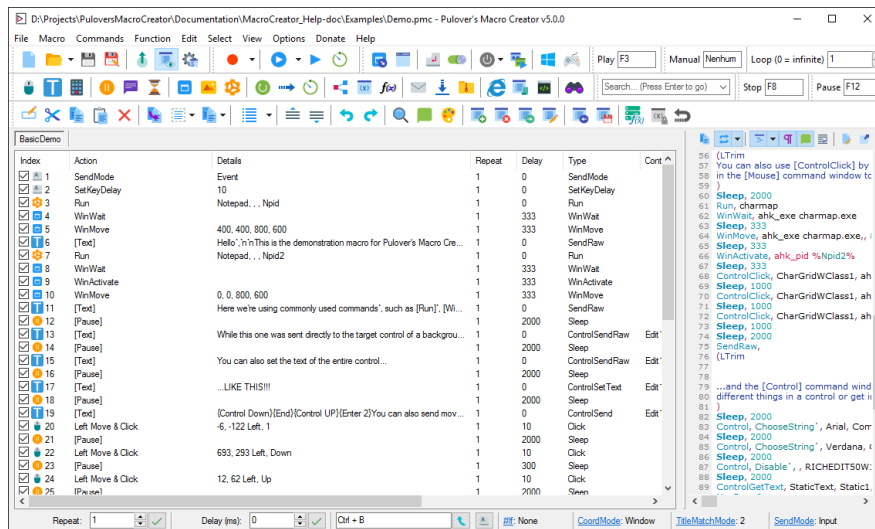 D:\Projects\PuloversMacroCreator\Documentation\MacroCreator_Help-doc\Examples\Demo.pmc - Pulover's Macro Creator v5.0.0
File Macro Commands Function Edit Select View Options Donate Help
Play F3 Manual Nenhum Loop (0 = infinite) 1
Search... (Press Enter to go) Stop F8 Pause F12
BasicDemo
Index Action Details Repeat Delay Type Cont
1 SendMode Event 1 0 SendMode
2 SetKeyDelay 10 1 0 SetKeyDelay
3 Run Notepad, , , Npid 1 0 Run
4 WinWait 1 333 WinWait
5 WinMove 400, 400, 800, 600 1 333 WinMove
6 [Text] Hello`,`n`nThis is the demonstration macro for Pulover's Macro Cre... 1 0 SendRaw
7 Run Notepad, , , Npid2 1 0 Run
8 WinWait 1 333 WinWait
9 WinActivate 1 333 WinActivate
10 WinMove 0, 0, 800, 600 1 333 WinMove
11 [Text] Here we're using commonly used commands`, such as [Run]`, [Wi... 1 0 SendRaw
12 [Pause] 1 2000 Sleep
13 [Text] While this one was sent directly to the target control of a backgrou... 1 0 ControlSendRaw Edit
14 [Pause] 1 2000 Sleep
15 [Text] You can also set the text of the entire control... 1 0 ControlSendRaw Edit
16 [Pause] 1 2000 Sleep
17 [Text] ...LIKE THIS!!! 1 0 ControlSetText Edit
18 [Pause] 1 2000 Sleep
19 [Text] {Control Down}{End}{Control UP}{Enter 2}You can also send mov... 1 0 ControlSend Edit
20 Left Move & Click -6, -122 Left, 1 1 10 Click
21 [Pause] 1 2000 Sleep
22 Left Move & Click 693, 293 Left, Down 1 10 Click
23 [Pause] 1 300 Sleep
24 Left Move & Click 12, 62 Left, Up 1 10 Click
25 [Pause] 1 2000 Sleep
56 (LTrim
57 You can also use [ControlClick] by
58 in the [Mouse] command window to
59 )
60 Sleep, 2000
61 Run, charmap
62 WinWait, ahk_exe charmap.exe
63 Sleep, 333
64 WinMove, ahk_exe charmap.exe,,
65 Sleep, 333
66 WinActivate, ahk_pid %Npid2%
67 Sleep, 333
68 ControlClick, CharGridWClass1, ah
69 Sleep, 1000
70 ControlClick, CharGridWClass1, ah
71 Sleep, 1000
72 ControlClick, CharGridWClass1, ah
73 Sleep, 1000
74 Sleep, 2000
75 SendRaw,
76 (LTrim
77
78
79 ...and the [Control] command wind
80 different things in a control or get i
81 )
82 Sleep, 2000
83 Control, ChooseString`, Arial, Com
84 Sleep, 2000
85 Control, ChooseString`, Verdana, C
86 Sleep, 2000
87 Control, Disable`, , RICHEDIT50W
88 Sleep, 2000
89 ControlGetText, StaticText, Static1,
Repeat: 1 Delay (ms): 0 Ctrl + B #If: None CoordMode: Window TitleMatchMode: 2 SendMode: Input